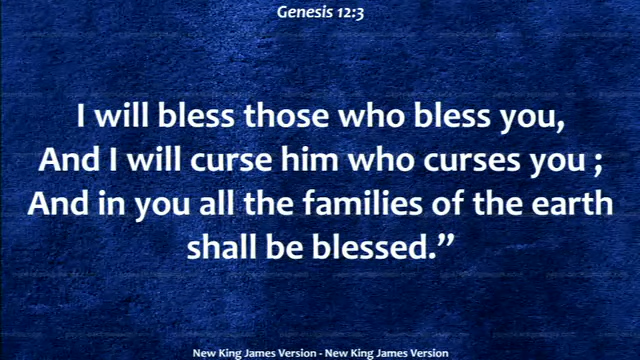 Genesis 12:3
I will bless those who bless you,
And I will curse him who curses you ;
And in you all the families of the earth
shall be blessed.”
New King James Version - New King James Version